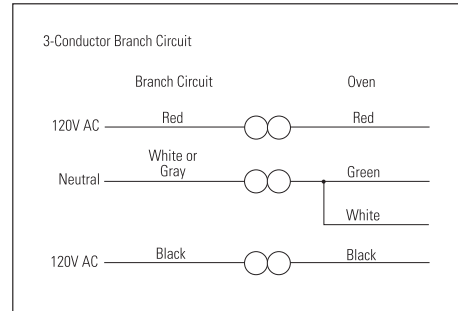 3-Conductor Branch Circuit
Branch Circuit Oven
120V AC Red Red
White or
Neutral Gray Green
White
120V AC Black Black